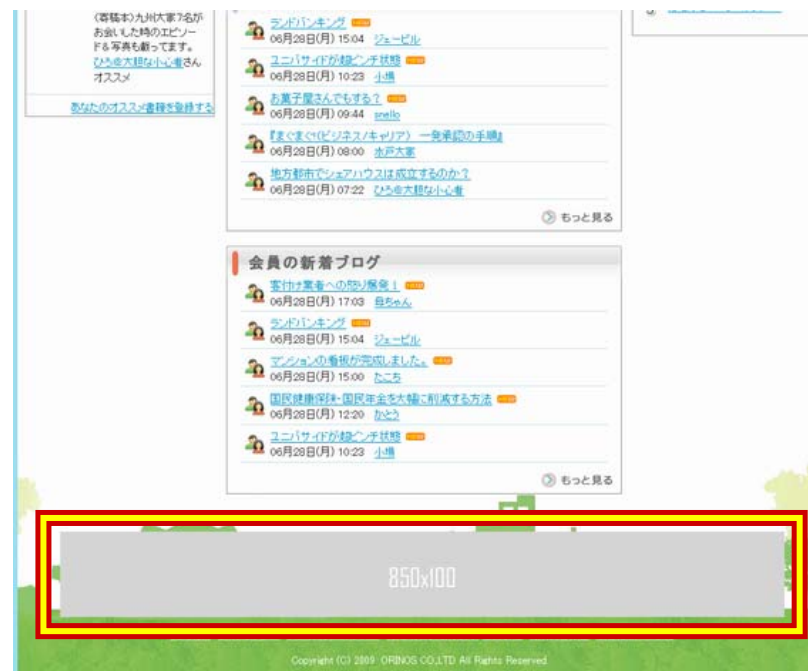 (寄稿本)九州大家7名が
お会いした時のエピソー
ド&写真も載ってます。
ひろ@大胆な小心者さん
オススメ
あなたのオススメ書籍を登録する
ランドバンキング NEW
06月28日(月) 15:04 ジェービル
ユニバサイドが超ピンチ状態 NEW
06月28日(月) 10:23 小場
お菓子屋さんでもする? NEW
06月28日(月) 09:44 snello
『まぐまぐ(ビジネス/キャリア) 一発承認の手順』
06月28日(月) 08:00 水戸大家
地方都市でシェアハウスは成立するのか?
06月28日(月) 07:22 ひろ@大胆な小心者
もっと見る
会員の新着ブログ
客付け業者への怒り爆発! NEW
06月28日(月) 17:03 母ちゃん
ランドバンキング NEW
06月28日(月) 15:04 ジェービル
マンションの看板が完成しました。 NEW
06月28日(月) 15:00 たこち
国民健康保険・国民年金を大幅に削減する方法 NEW
06月28日(月) 12:20 かとう
ユニバサイドが超ピンチ状態 NEW
06月28日(月) 10:23 小場
もっと見る
850x100
Copyright (C) 2009 ORINOS CO.,LTD All Rights Reserved